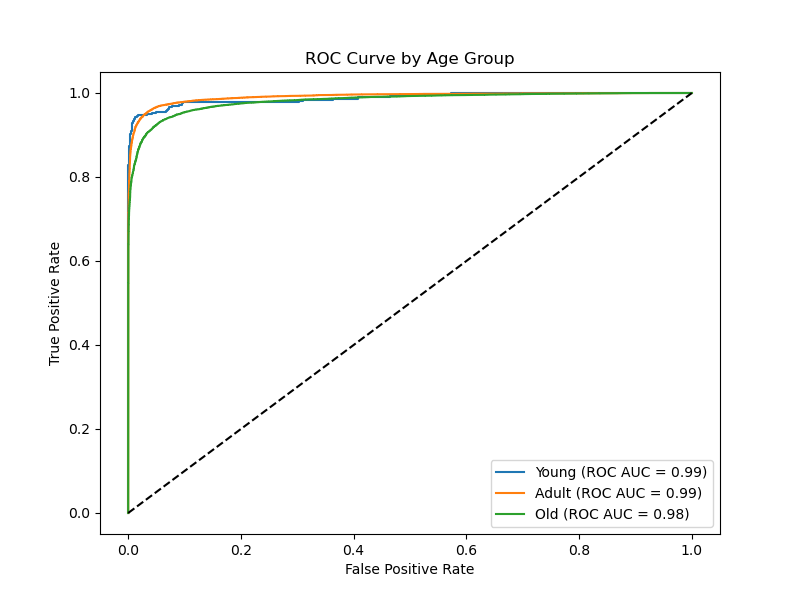 ROC Curve by Age Group
1.0
0.8
0.6
0.4
0.2
0.0
True Positive Rate
0.0 0.2 0.4 0.6 0.8 1.0
False Positive Rate
Young (ROC AUC = 0.99)
Adult (ROC AUC = 0.99)
Old (ROC AUC = 0.98)